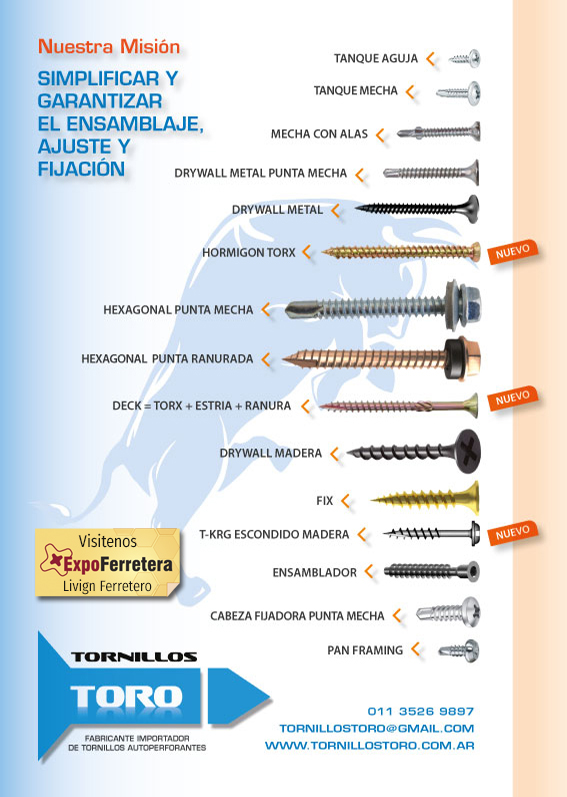 Nuestra Misión
SIMPLIFICAR Y
GARANTIZAR
EL ENSAMBLAJE,
AJUSTE Y
FIJACIÓN
TANQUE AGUJA
TANQUE MECHA
MECHA CON ALAS
DRYWALL METAL PUNTA MECHA
DRYWALL METAL
HORMIGON TORX
NUEVO
HEXAGONAL PUNTA MECHA
HEXAGONAL PUNTA RANURADA
DECK = TORX + ESTRIA + RANURA
NUEVO
DRYWALL MADERA
FIX
T-KRG ESCONDIDO MADERA
NUEVO
ENSAMBLADOR
CABEZA FIJADORA PUNTA MECHA
PAN FRAMING
Visitenos
ExpoFerretera
Livign Ferretero
TORNILLOS
TORO
FABRICANTE IMPORTADOR
DE TORNILLOS AUTOPERFORANTES
011 3526 9897
TORNILLOSTORO@GMAIL.COM
WWW.TORNILLOSTORO.COM.AR